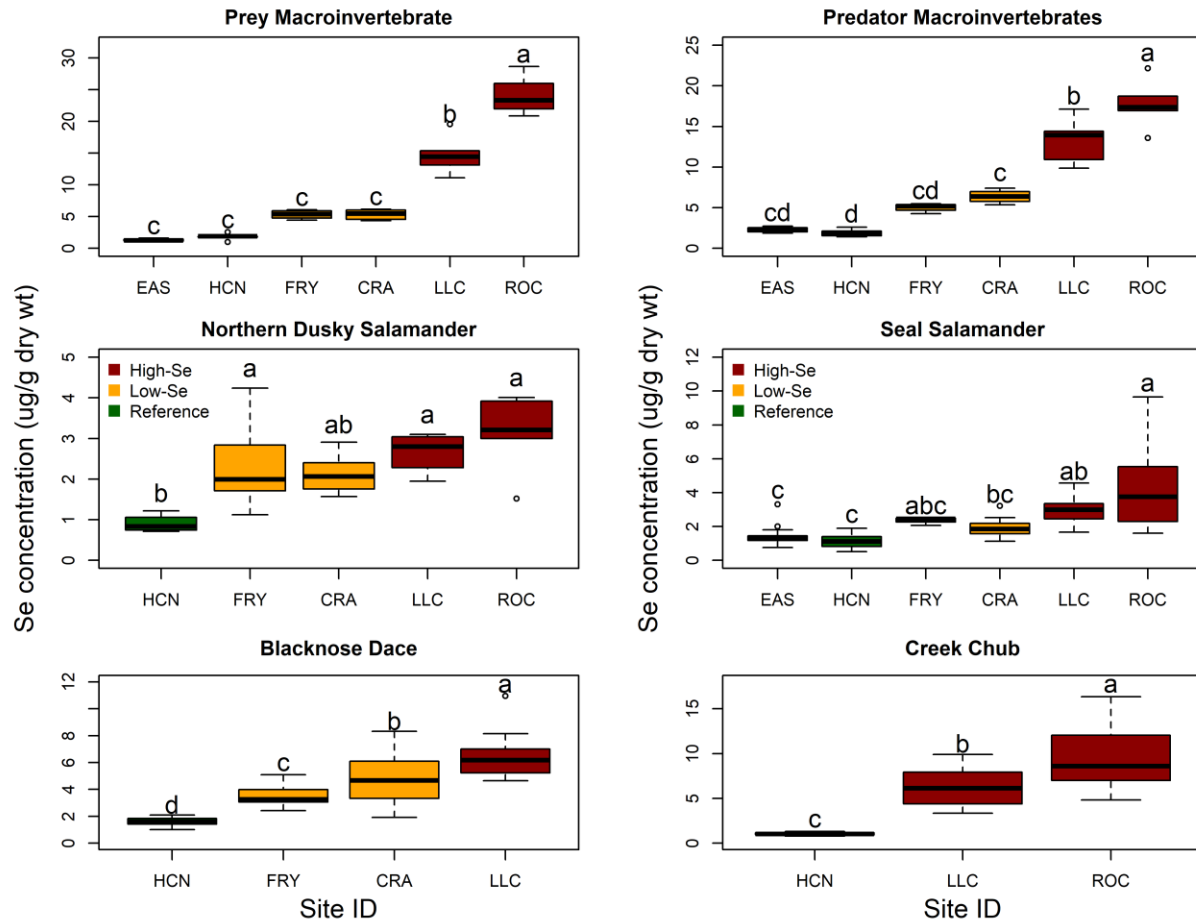 Prey Macroinvertebrate
30
20
10
5
0
c
c
c
c
b
a
EAS HCN FRY CRA LLC ROC
Predator Macroinvertebrates
25
20
15
10
5
0
cd
d
cd
c
b
a
EAS HCN FRY CRA LLC ROC
Se concentration (ug/g dry wt)
Northern Dusky Salamander
High-Se
Low-Se
Reference
5
4
3
2
1
0
b
a
ab
a
a
HCN FRY CRA LLC ROC
Se concentration (ug/g dry wt)
Seal Salamander
High-Se
Low-Se
Reference
12
10
8
6
4
2
0
c
c
abc
bc
ab
a
EAS HCN FRY CRA LLC ROC
Blacknose Dace
12
8
6
4
2
0
d
c
b
a
HCN FRY CRA LLC
Site ID
Creek Chub
15
10
5
0
c
b
a
HCN LLC ROC
Site ID